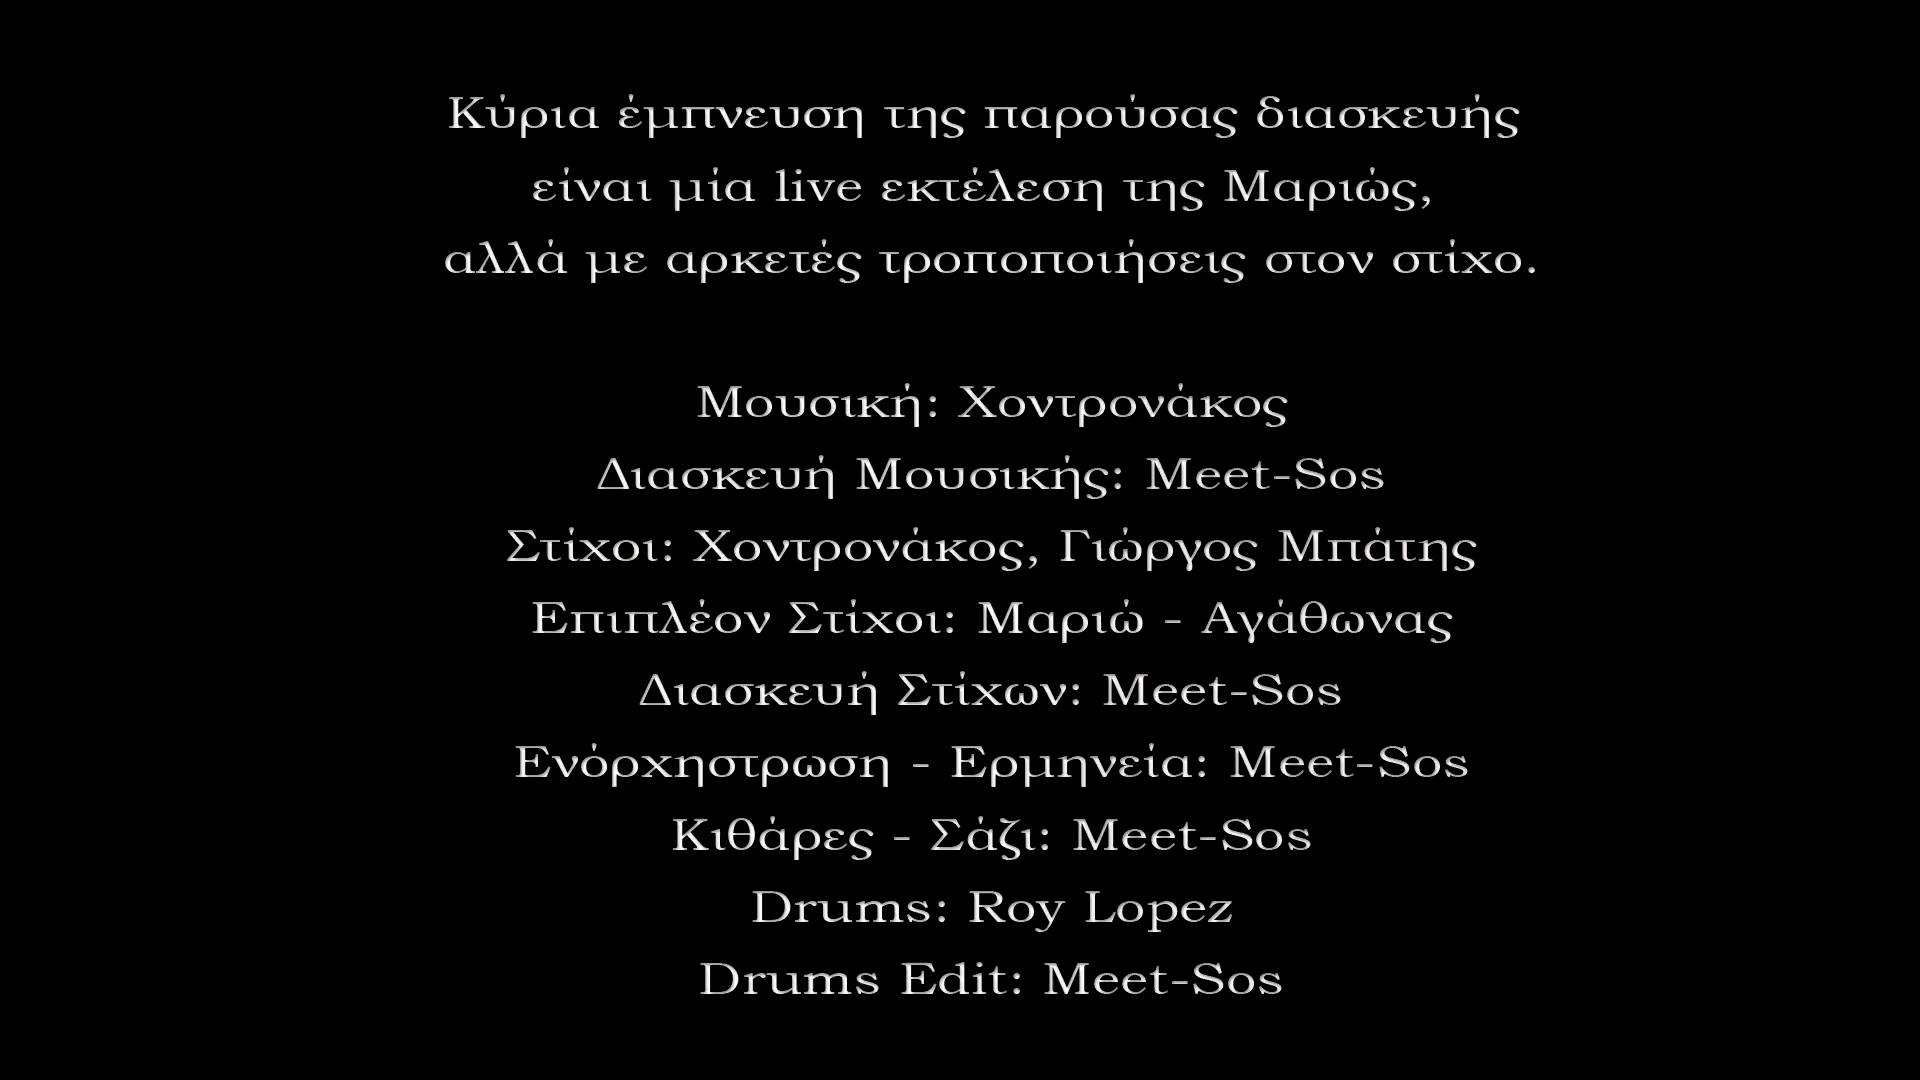 Κύρια έμπνευση της παρούσας διασκευής
είναι μία live εκτέλεση της Μαριώς,
αλλά με αρκετές τροποποιήσεις στον στίχο.
Μουσική: Χοντρονάκος
Διασκευή Μουσικής: Meet-Sos
Στίχοι: Χοντρονάκος, Γιώργος Μπάτης
Επιπλέον Στίχοι: Μαριώ - Αγάθωνας
Διασκευή Στίχων: Meet-Sos
Ενόρχηστρωση - Ερμηνεία: Meet-Sos
Κιθάρες - Σάζι: Meet-Sos
Drums: Roy Lopez
Drums Edit: Meet-Sos